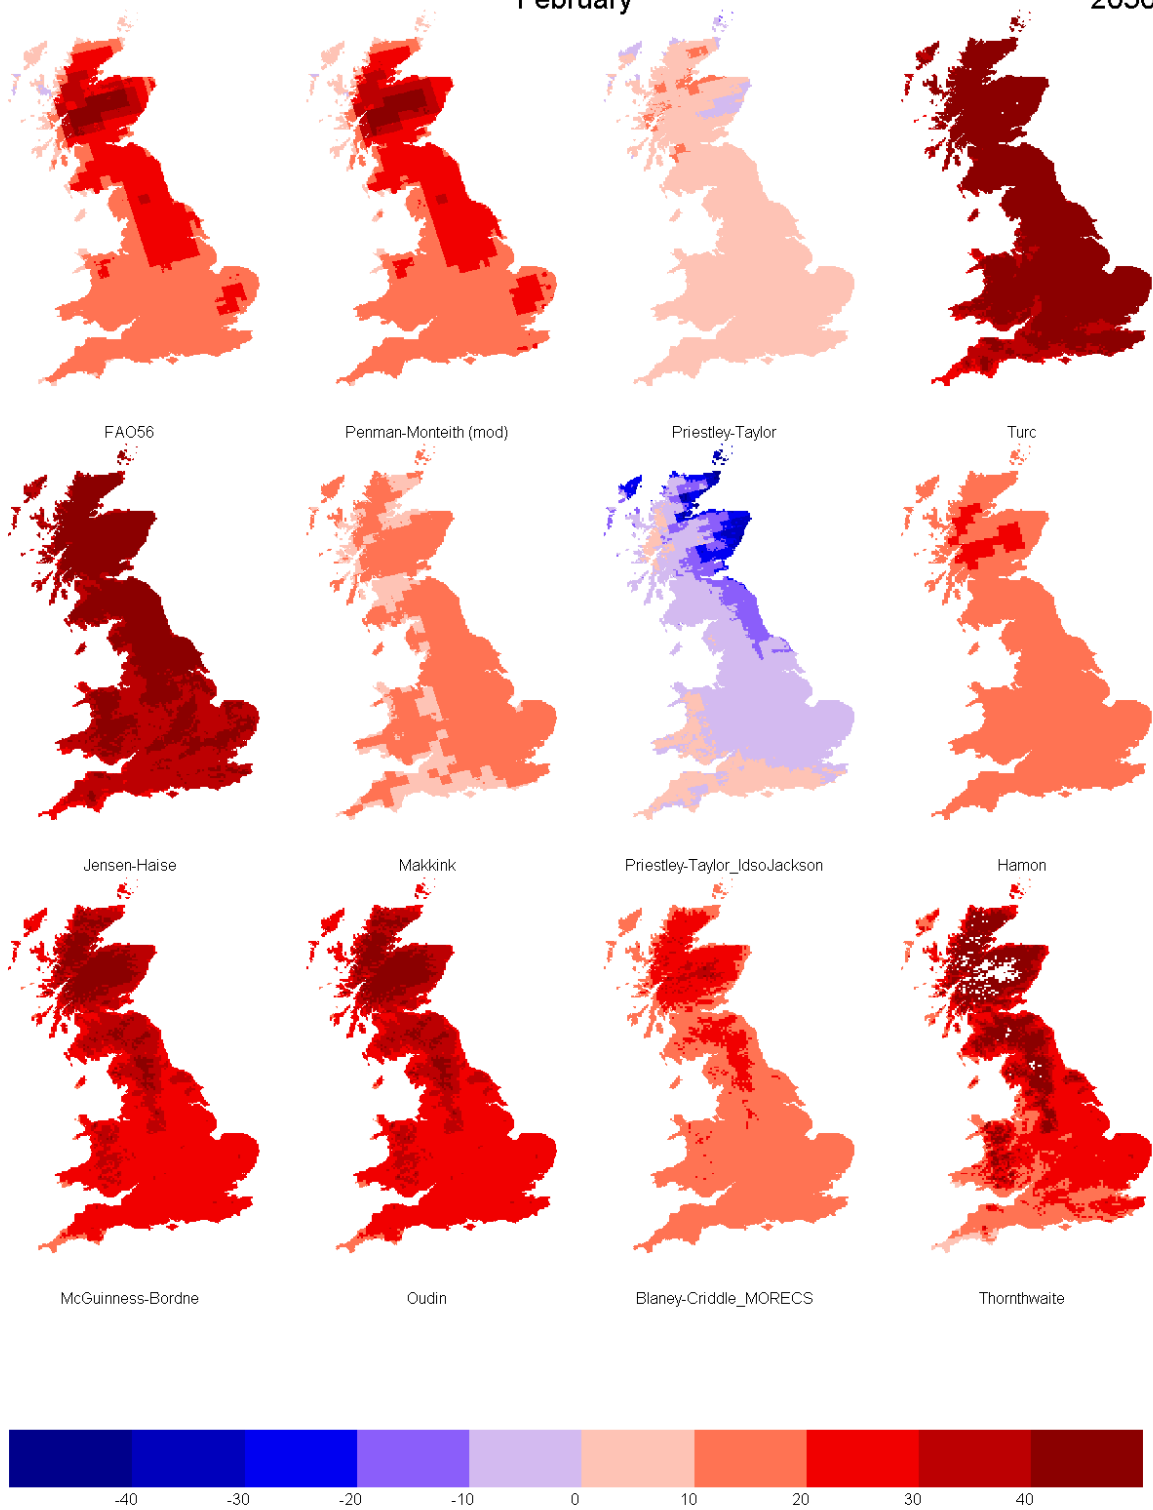 February
FAO56 Penman-Monteith (mod) Priestley-Taylor Turc
Jensen-Haise Makkink Priestley-Taylor_IdsoJackson Hamon
McGuinness-Bordne Oudin Blaney-Criddle_MORECS Thornthwaite
-40 -30 -20 -10 0 10 20 30 40